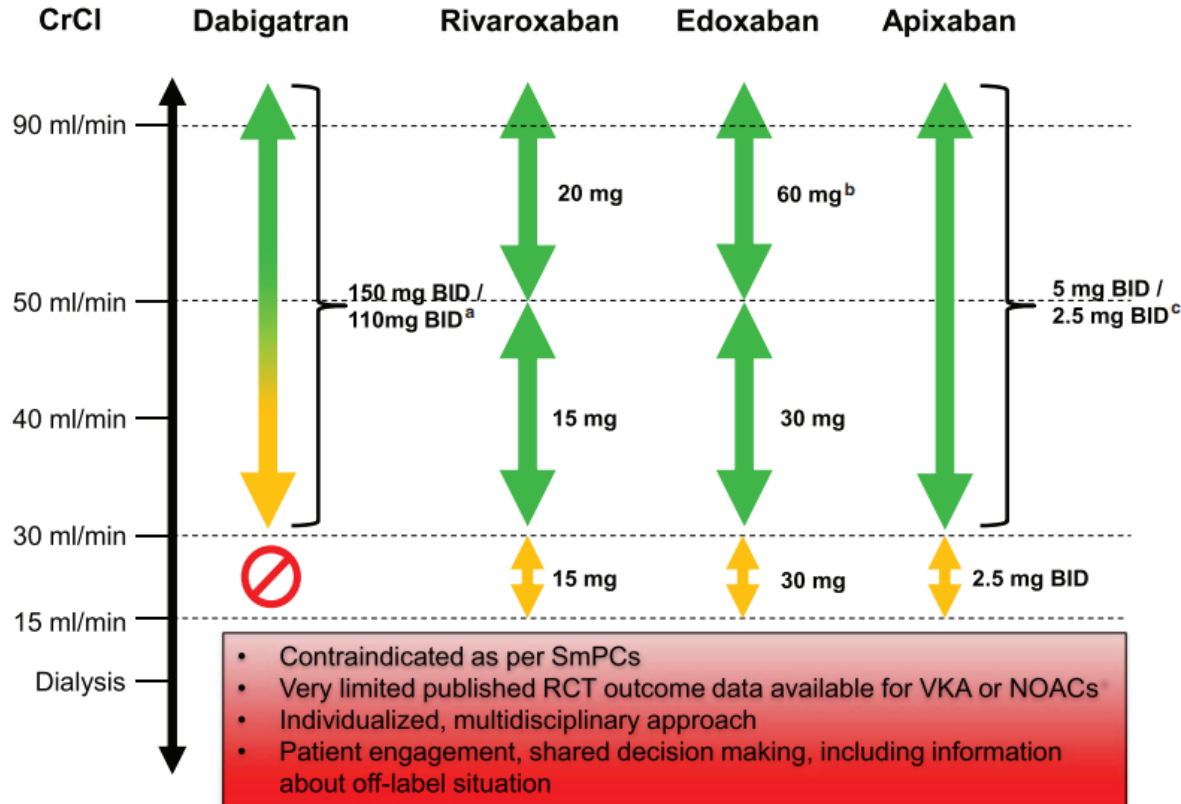 CrCl Dabigatran Rivaroxaban Edoxaban Apixaban
90 ml/min
20 mg
60 mgᵇ
50 ml/min
150 mg BID /
110mg BIDᵃ
5 mg BID /
2.5 mg BIDᶜ
40 ml/min
15 mg
30 mg
30 ml/min
15 mg
30 mg
2.5 mg BID
15 ml/min
Dialysis
• Contraindicated as per SmPCs
• Very limited published RCT outcome data available for VKA or NOACs*
• Individualized, multidisciplinary approach
• Patient engagement, shared decision making, including information
about off-label situation